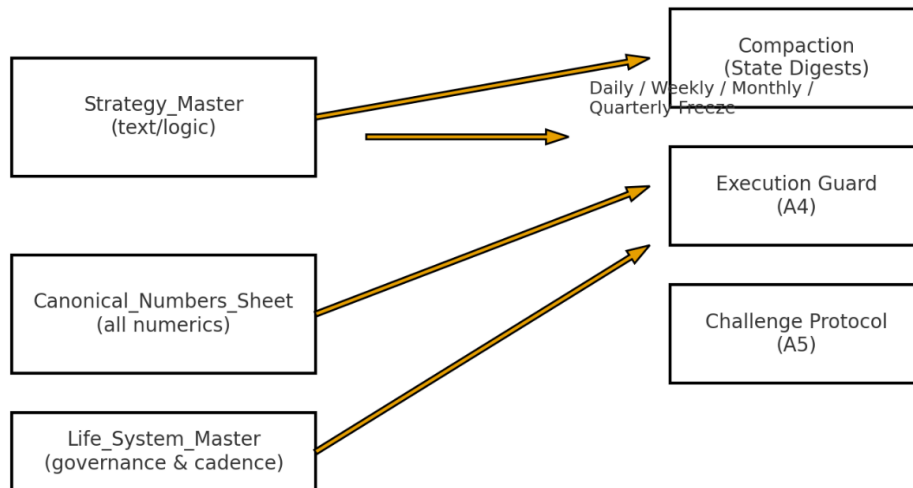 Strategy_Master
(text/logic)
Canonical_Numbers_Sheet
(all numerics)
Life_System_Master
(governance & cadence)
Daily / Weekly / Monthly /
Quarterly Freeze
Compaction
(State Digests)
Execution Guard
(A4)
Challenge Protocol
(A5)